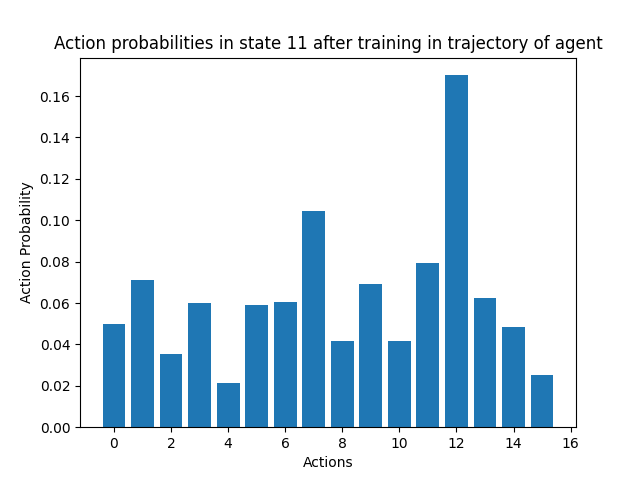 Action probabilities in state 11 after training in trajectory of agent
0.16
0.14
0.12
0.10
0.08
0.06
0.04
0.02
0.00
Action Probability
0 2 4 6 8 10 12 14 16
Actions